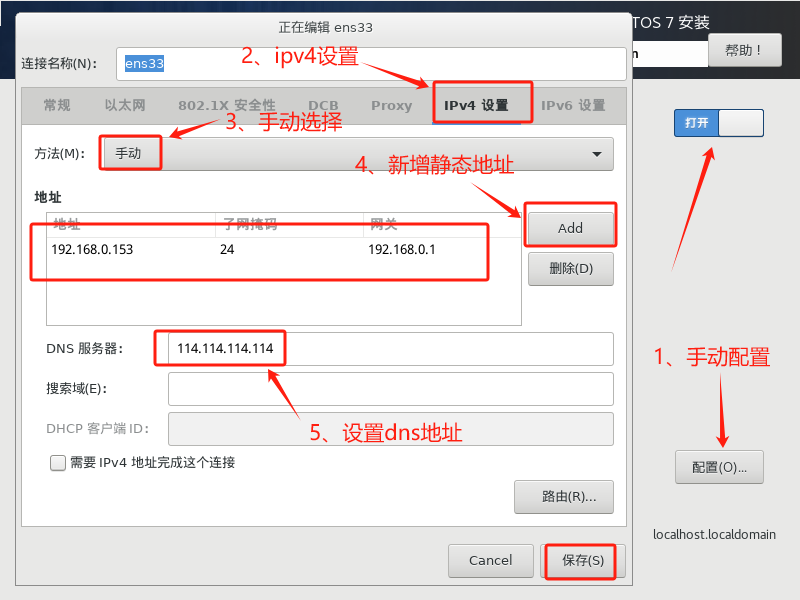 正在编辑 ens33
TOS 7 安装
连接名称(N): ens33
2、ipv4设置
n
帮助！
常规 以太网 802.1X 安全性 DCB Proxy IPv4 设置 IPv6 设置
3、手动选择
打开
方法(M): 手动
4、新增静态地址
地址
地址 子网掩码 网关
Add
192.168.0.153 24 192.168.0.1
删除(D)
DNS 服务器: 114.114.114.114
1、手动配置
搜索域(E):
DHCP 客户端 ID:
5、设置dns地址
需要 IPv4 地址完成这个连接
配置(O)...
路由(R)...
localhost.localdomain
Cancel 保存(S)